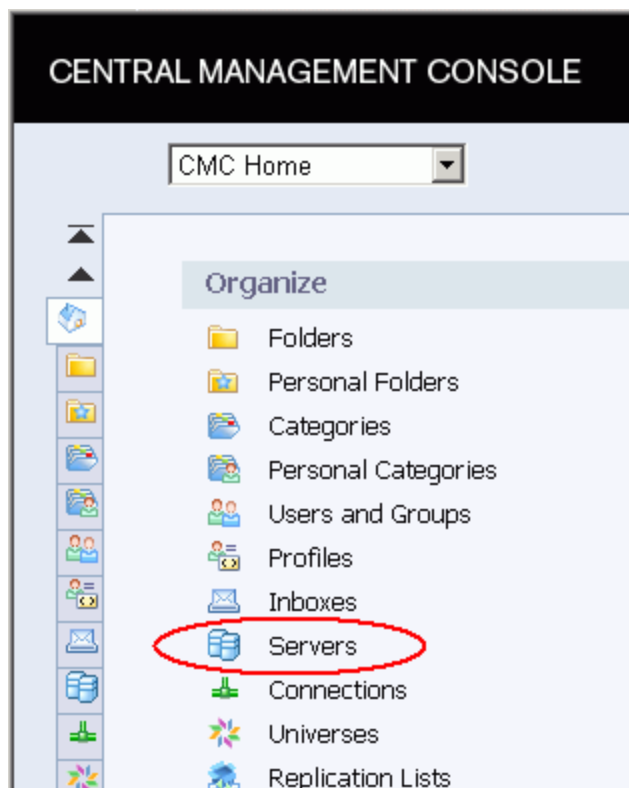 CENTRAL MANAGEMENT CONSOLE
CMC Home
Organize
Folders
Personal Folders
Categories
Personal Categories
Users and Groups
Profiles
Inboxes
Servers
Connections
Universes
Replication Lists